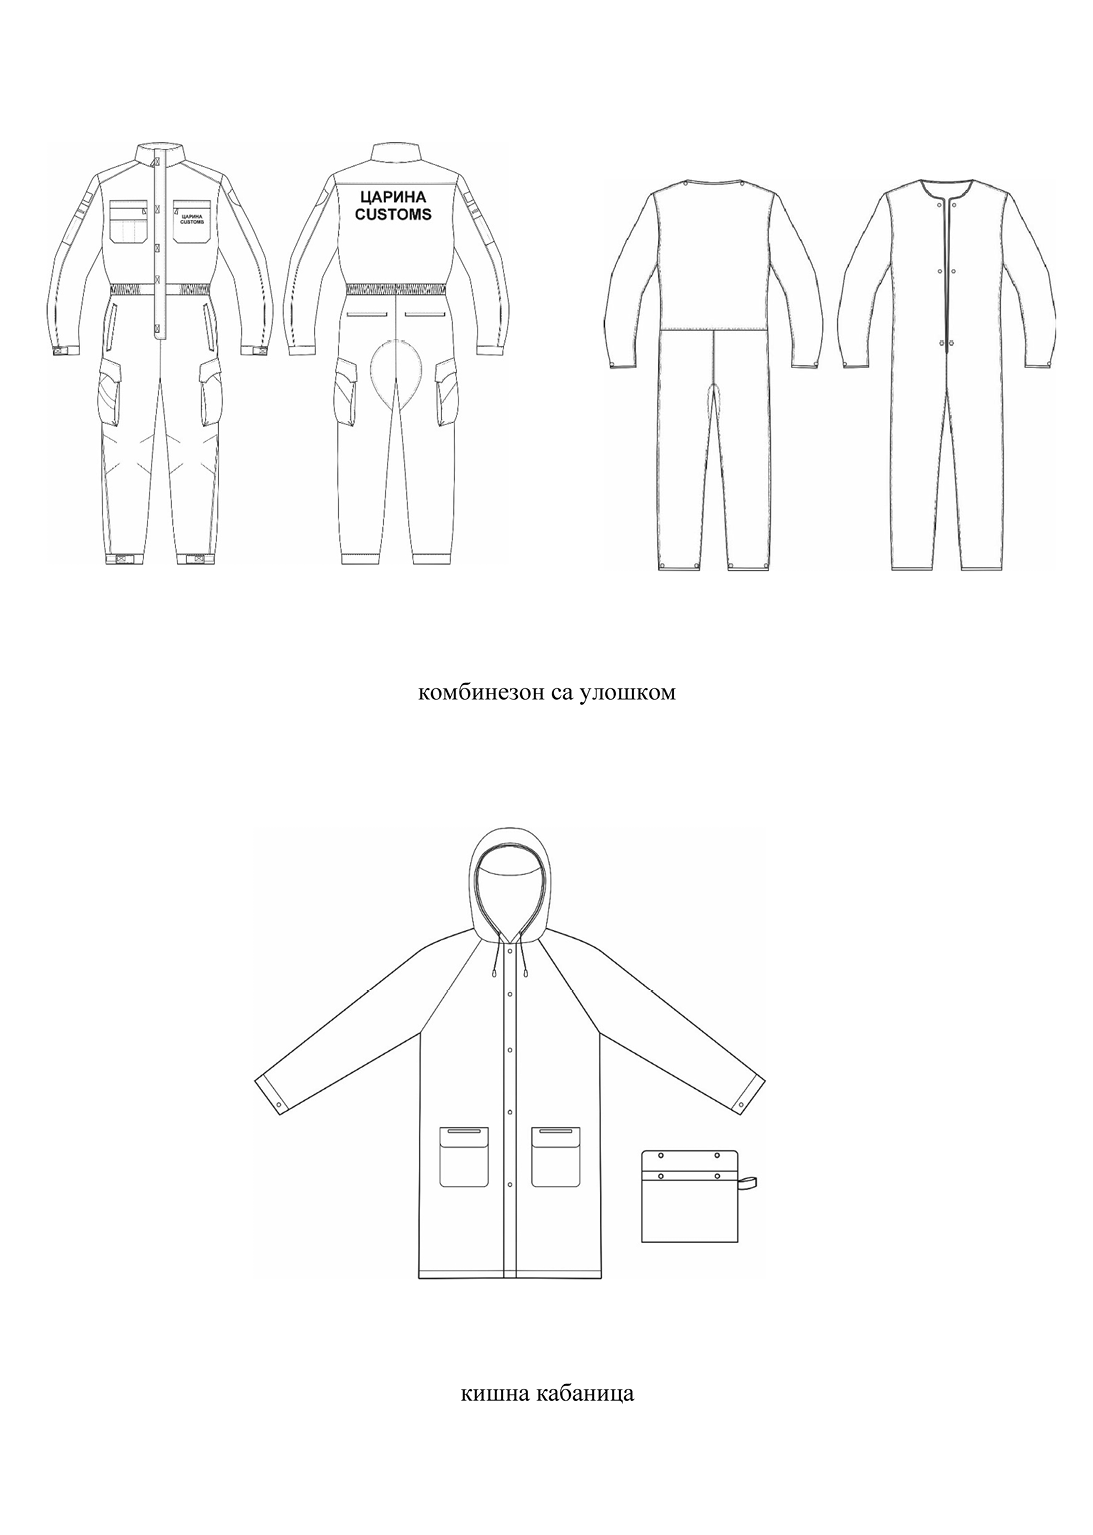 ЦАРИНА
CUSTOMS
ЦАРИНА
CUSTOMS
комбинезон са улошком
кишна кабаница